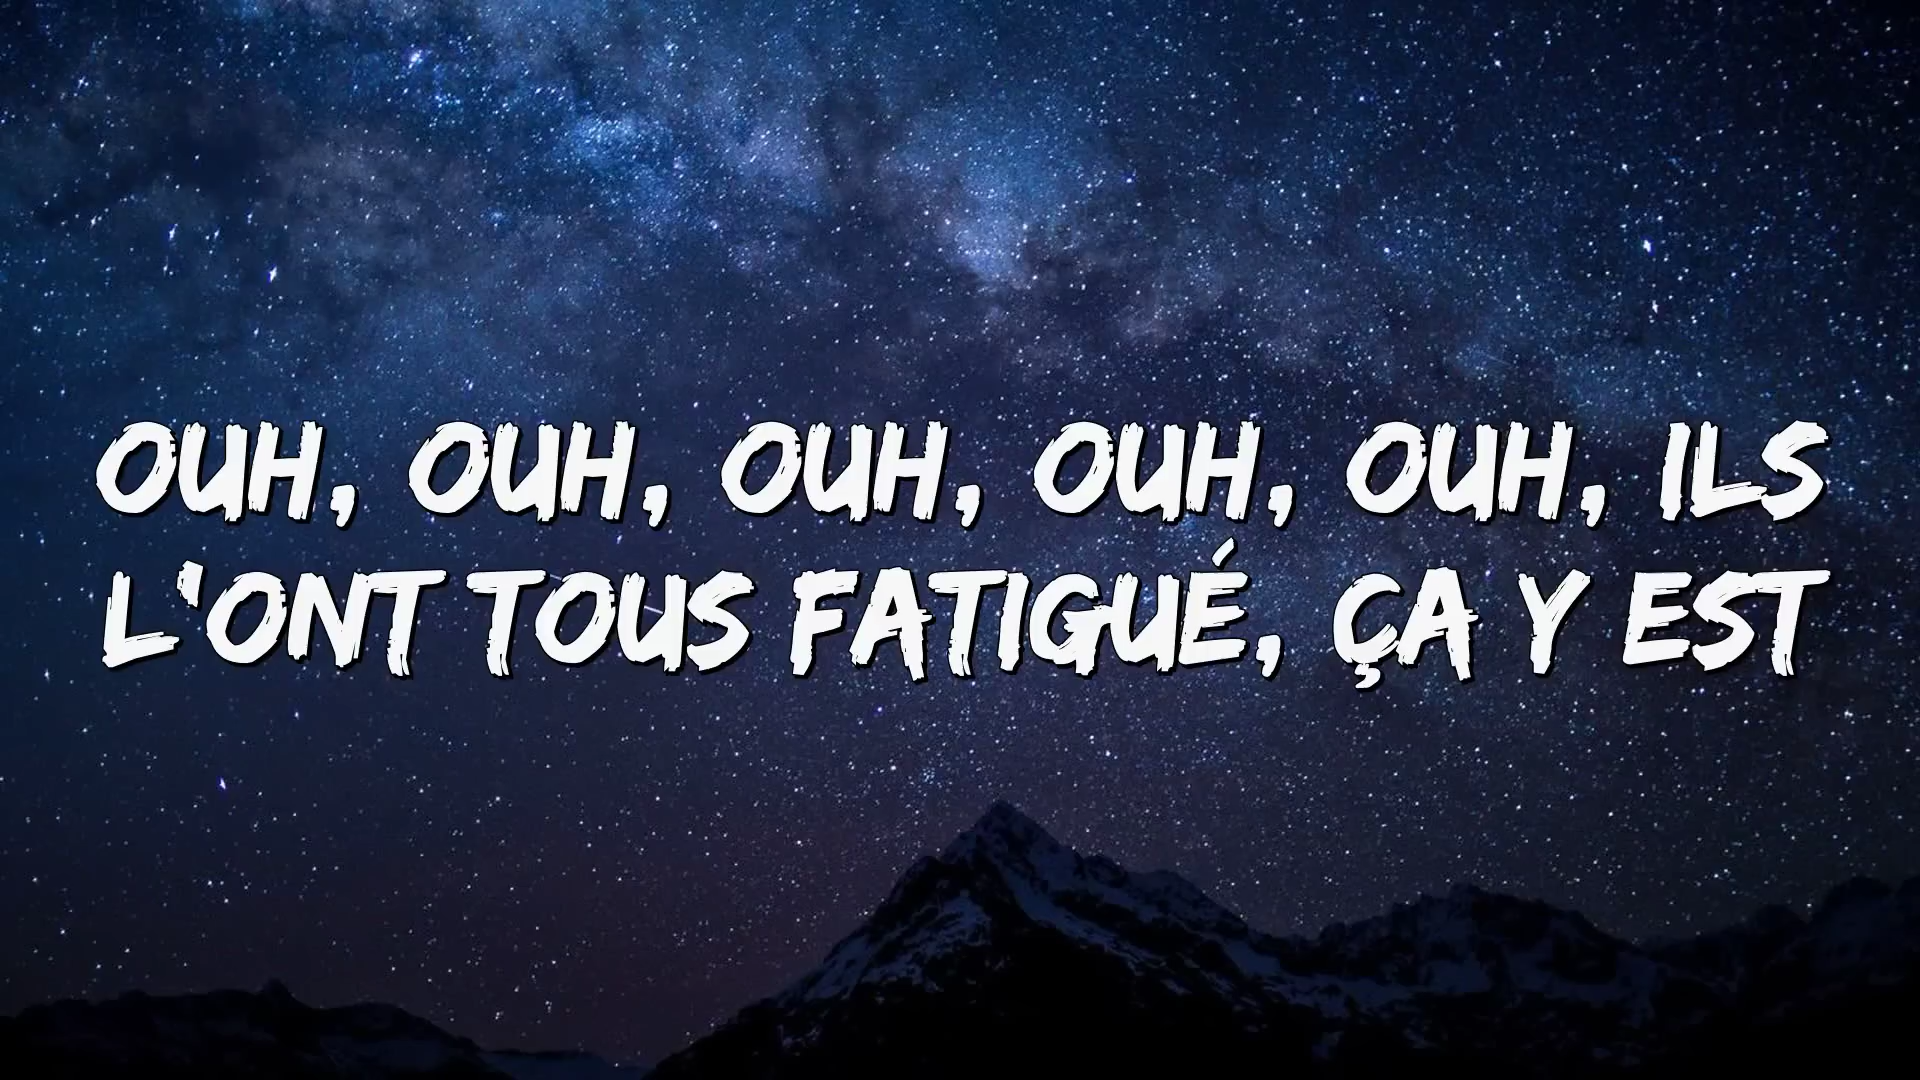 OUH, OUH, OUH, OUH, OUH, ILS
L'ONT TOUS FATIGUÉ, ÇA Y EST